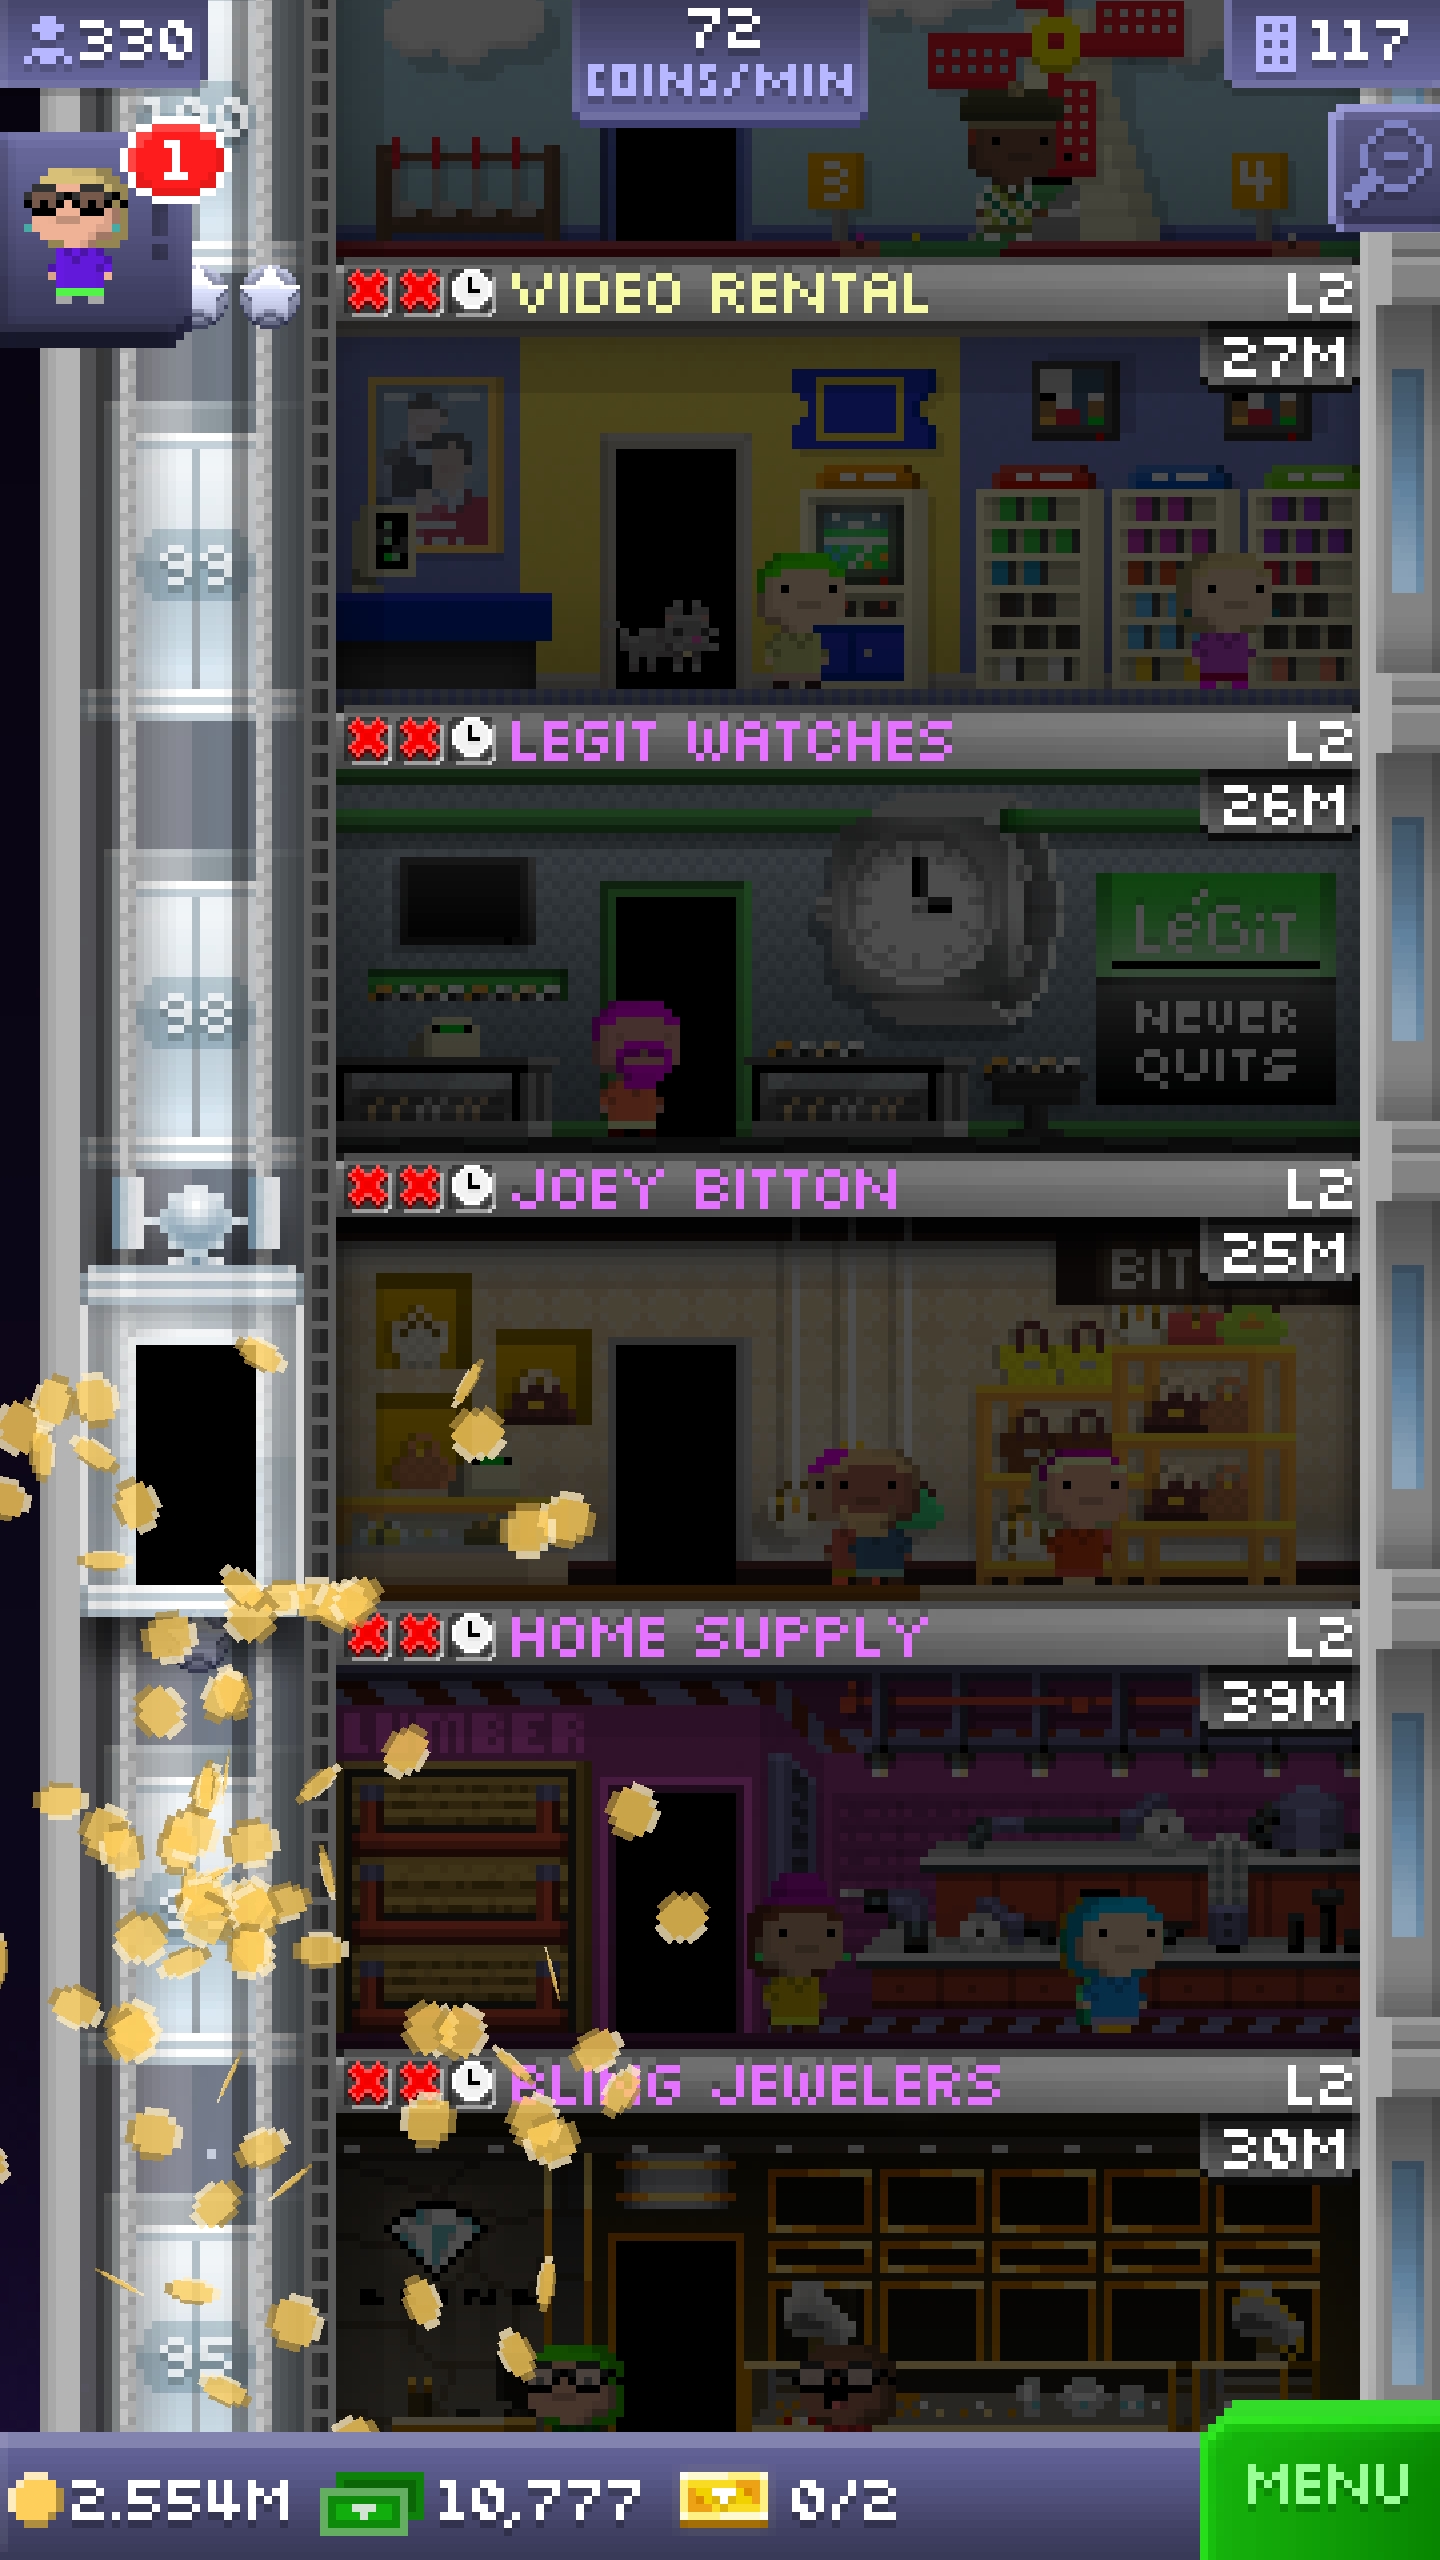 330
72
COINS/MIN
117
100
1
3
4
VIDEO RENTAL L2
27M
99
LEGIT WATCHES L2
26M
LéGiT
NEVER
QUITS
98
JOEY BITTON L2
25M
BIT
HOME SUPPLY L2
39M
LUMBER
BLING JEWELERS L2
30M
95
2.554M 10,777 0/2
MENU